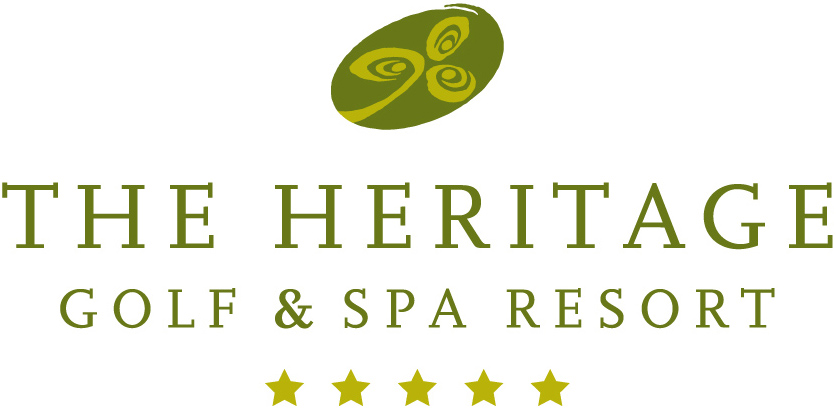 THE HERITAGE
GOLF & SPA RESORT